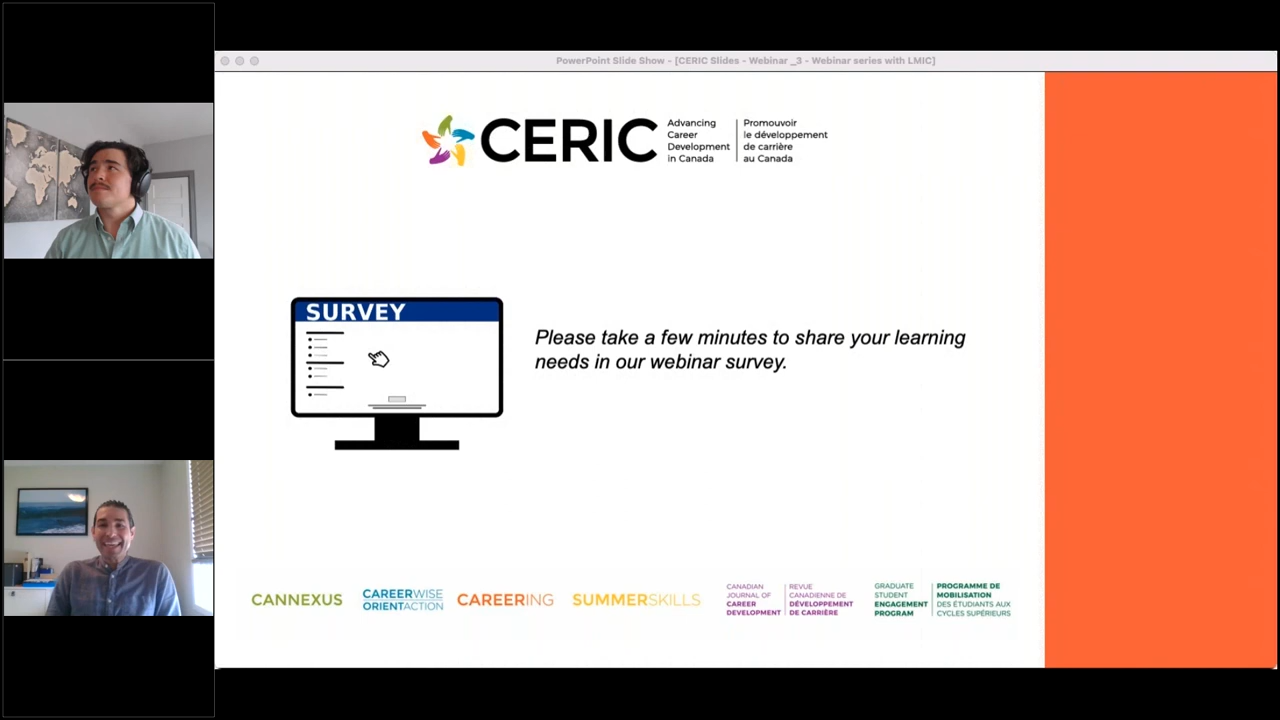 PowerPoint Slide Show - [CERIC Slides - Webinar _3 - Webinar series with LMIC]
CERIC
Advancing
Career
Development
in Canada
Promouvoir
le développement
de carrière
au Canada
SURVEY
Please take a few minutes to share your learning
needs in our webinar survey.
CANNEXUS
CAREERWISE
ORIENTACTION
CAREERING
SUMMERSKILLS
CANADIAN
JOURNAL OF
CAREER
DEVELOPMENT
REVUE
CANADIENNE DE
DÉVELOPPEMENT
DE CARRIÈRE
GRADUATE
STUDENT
ENGAGEMENT
PROGRAM
PROGRAMME DE
MOBILISATION
DES ÉTUDIANTS AUX
CYCLES SUPÉRIEURS